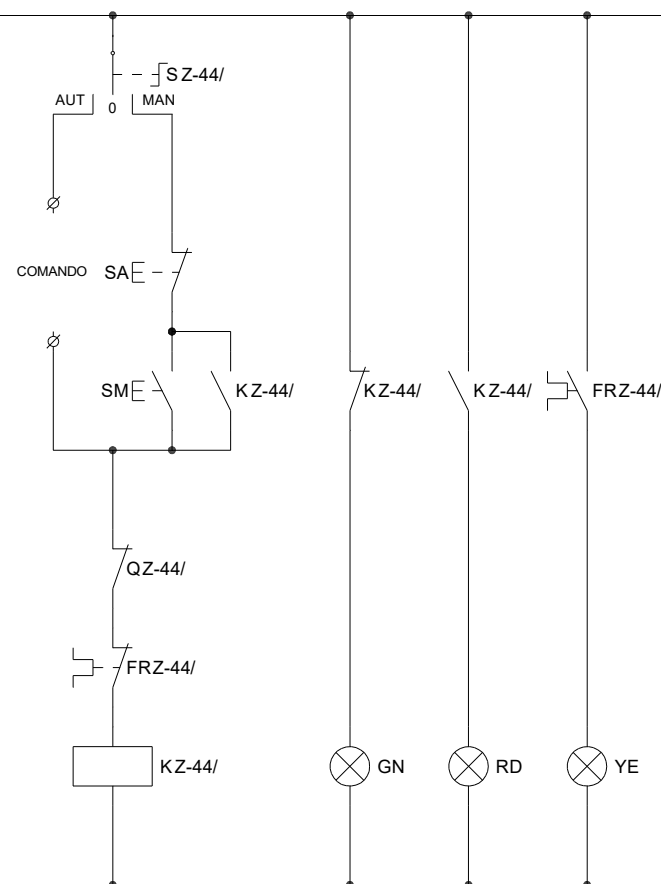 SZ-44/
AUT 0 MAN
COMANDO SA
SM KZ-44/ KZ-44/ KZ-44/ FRZ-44/
QZ-44/
FRZ-44/
KZ-44/ GN RD YE